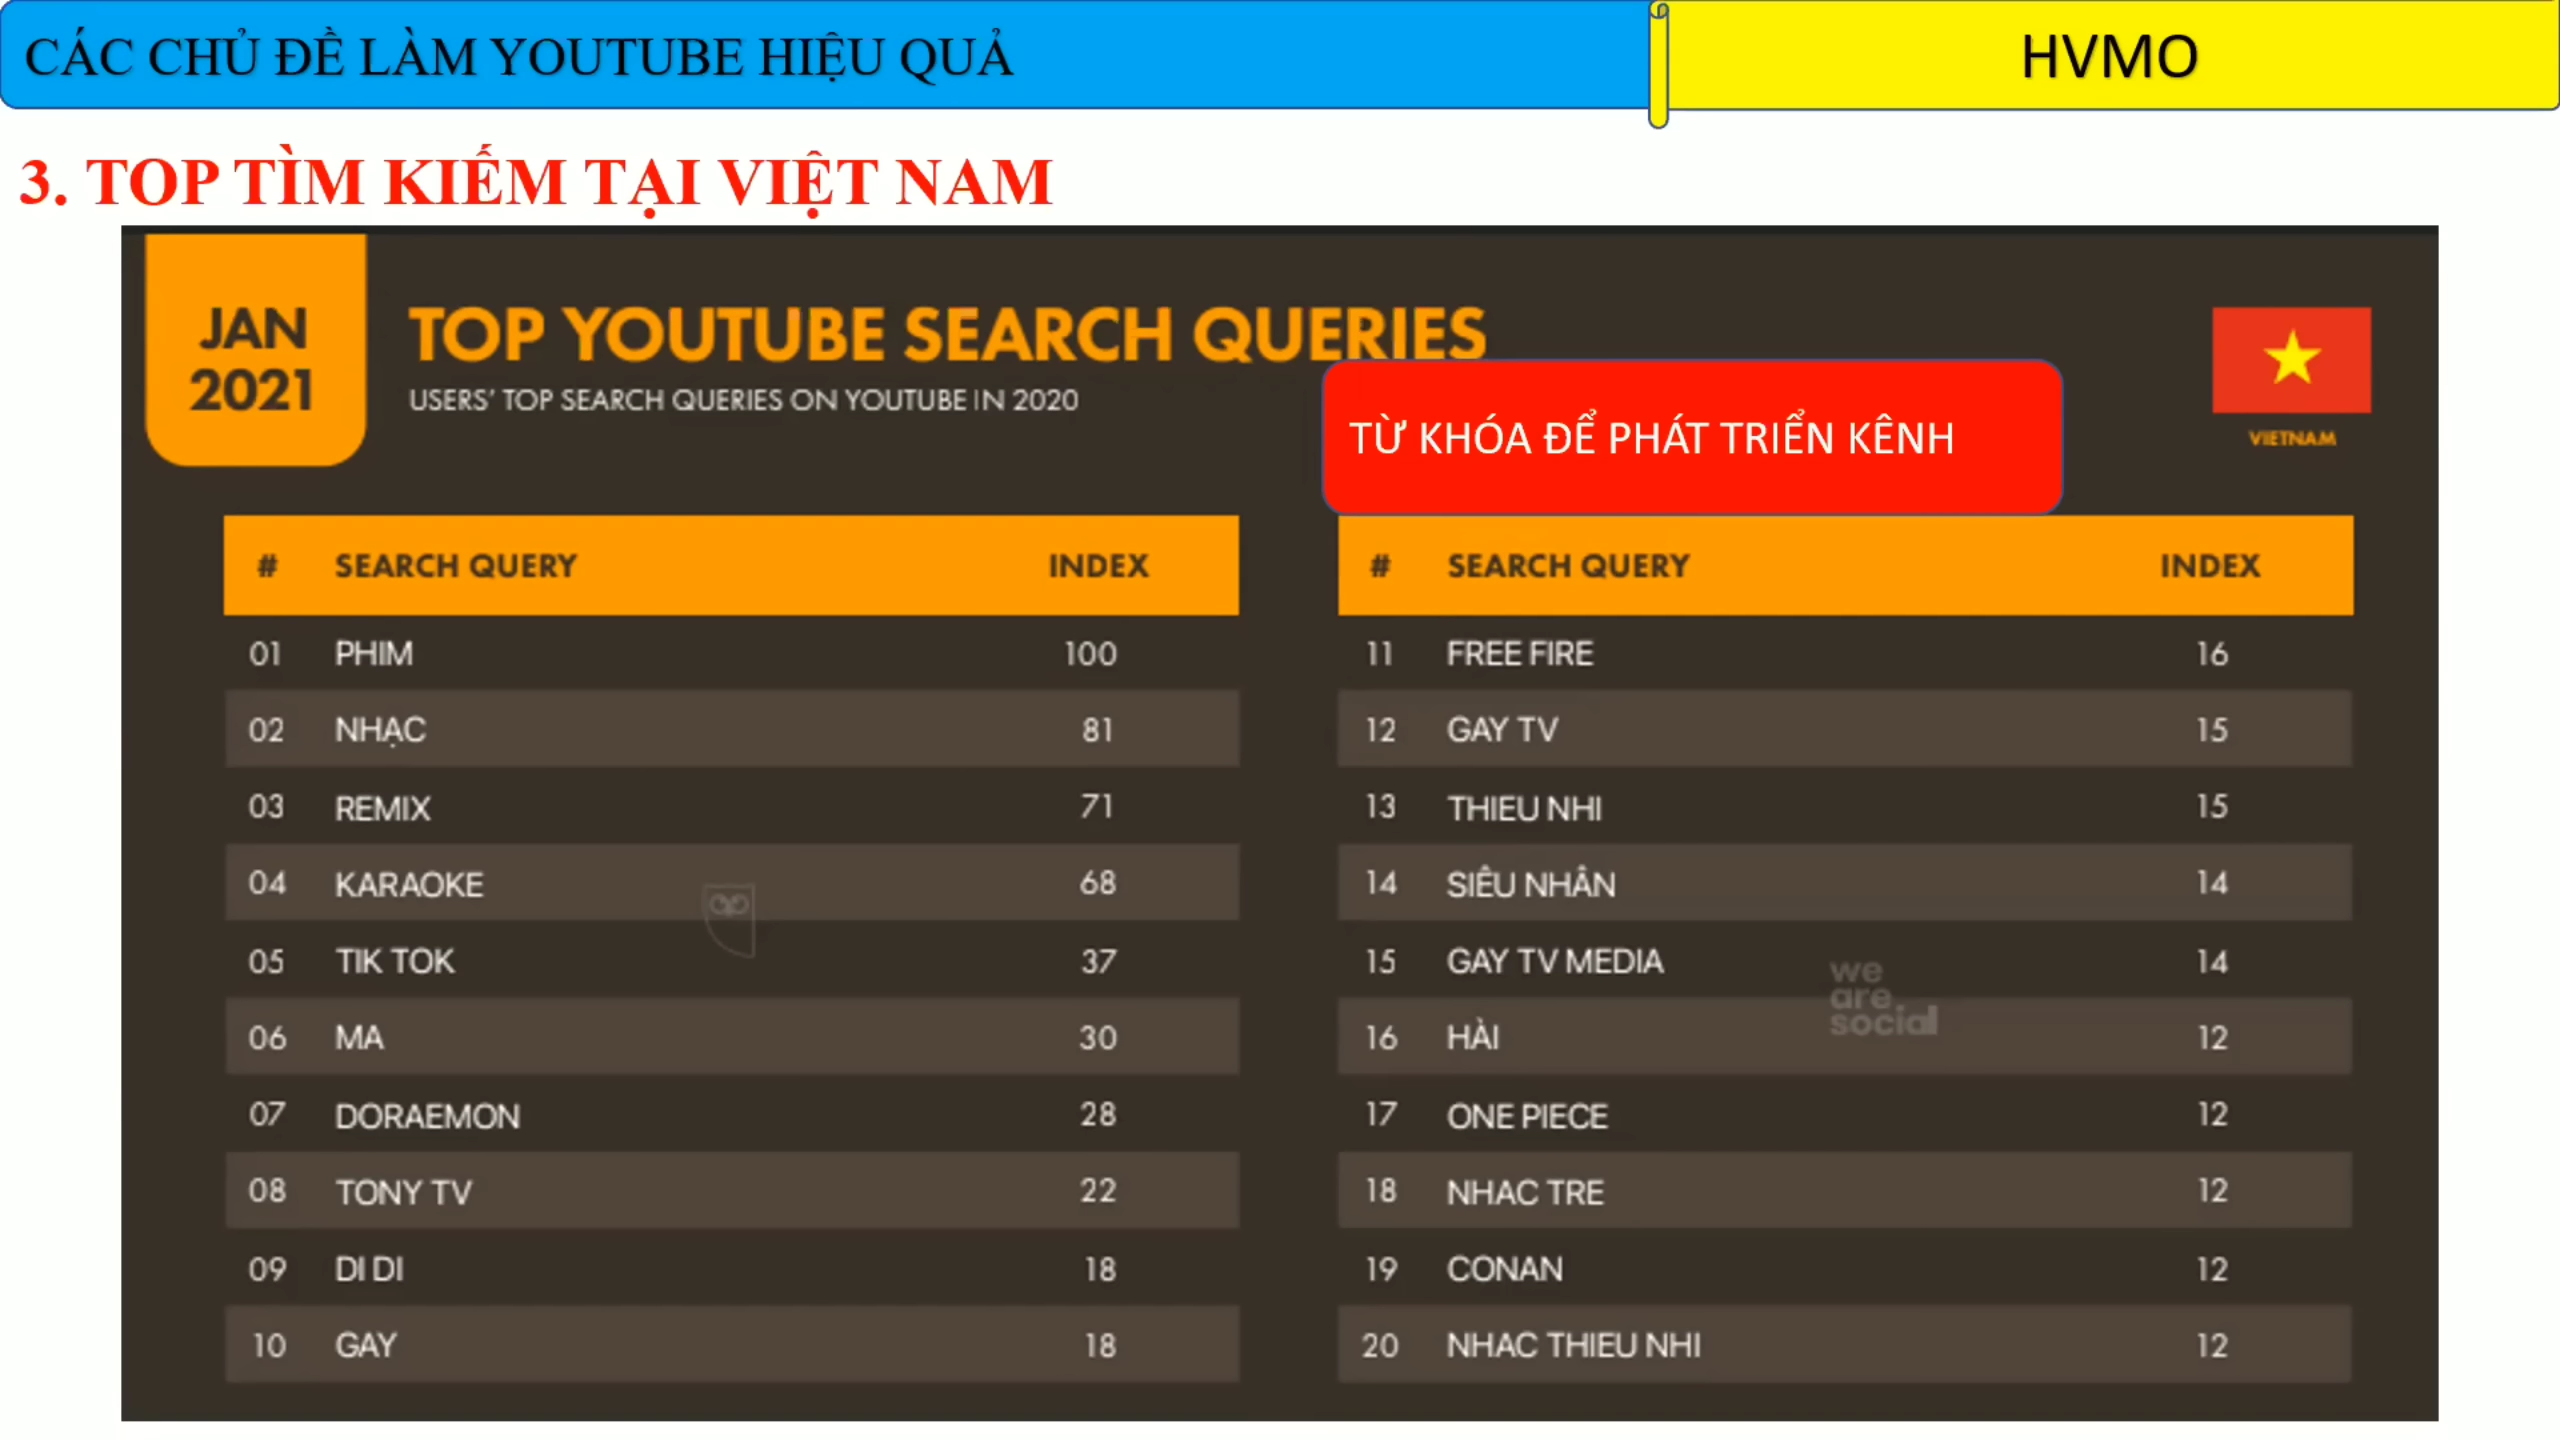 CÁC CHỦ ĐỀ LÀM YOUTUBE HIỆU QUẢ
HVMO
3. TOP TÌM KIẾM TẠI VIỆT NAM
JAN
2021
TOP YOUTUBE SEARCH QUERIES
USERS' TOP SEARCH QUERIES ON YOUTUBE IN 2020
TỪ KHÓA ĐỂ PHÁT TRIỂN KÊNH
VIETNAM
# SEARCH QUERY INDEX
01 PHIM 100
02 NHẠC 81
03 REMIX 71
04 KARAOKE 68
05 TIK TOK 37
06 MA 30
07 DORAEMON 28
08 TONY TV 22
09 DI DI 18
10 GAY 18
# SEARCH QUERY INDEX
11 FREE FIRE 16
12 GAY TV 15
13 THIEU NHI 15
14 SIÊU NHÂN 14
15 GAY TV MEDIA 14
16 HÀI 12
17 ONE PIECE 12
18 NHAC TRE 12
19 CONAN 12
20 NHAC THIEU NHI 12
we
are
social